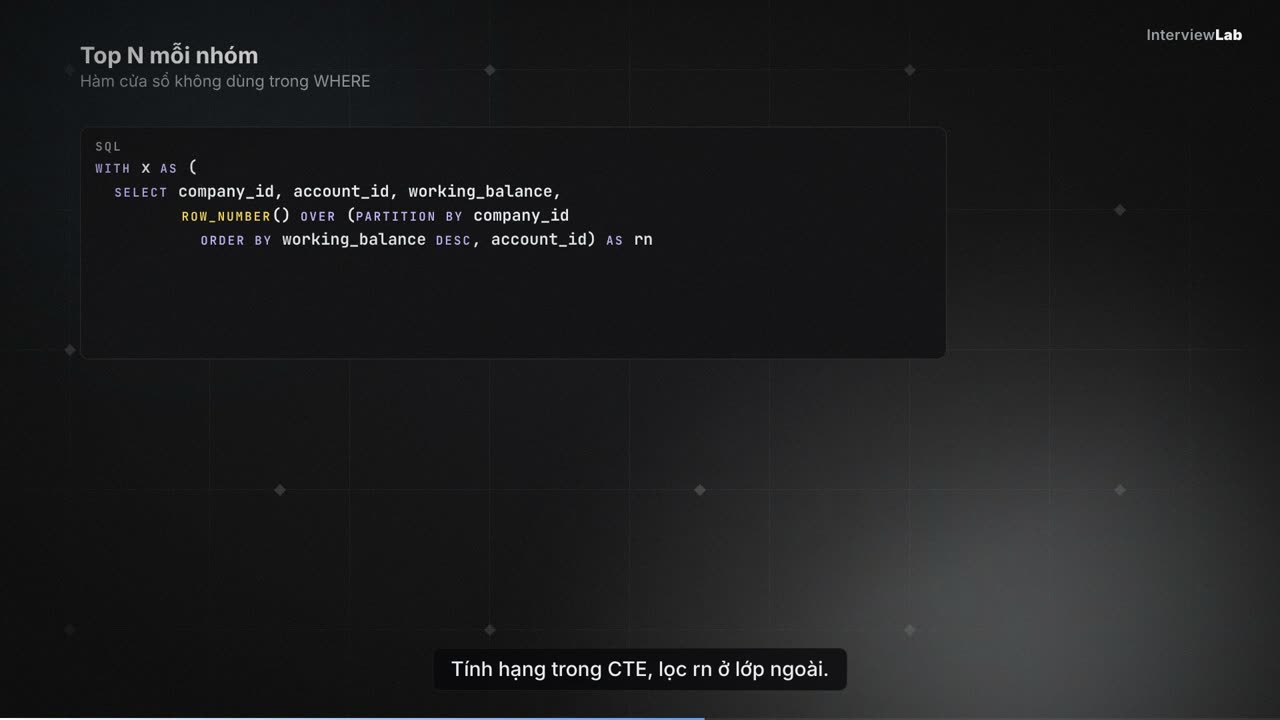 Top N mỗi nhóm
Hàm cửa sổ không dùng trong WHERE
InterviewLab
SQL
WITH x AS (
SELECT company_id, account_id, working_balance,
ROW_NUMBER() OVER (PARTITION BY company_id
ORDER BY working_balance DESC, account_id) AS rn
Tính hạng trong CTE, lọc rn ở lớp ngoài.